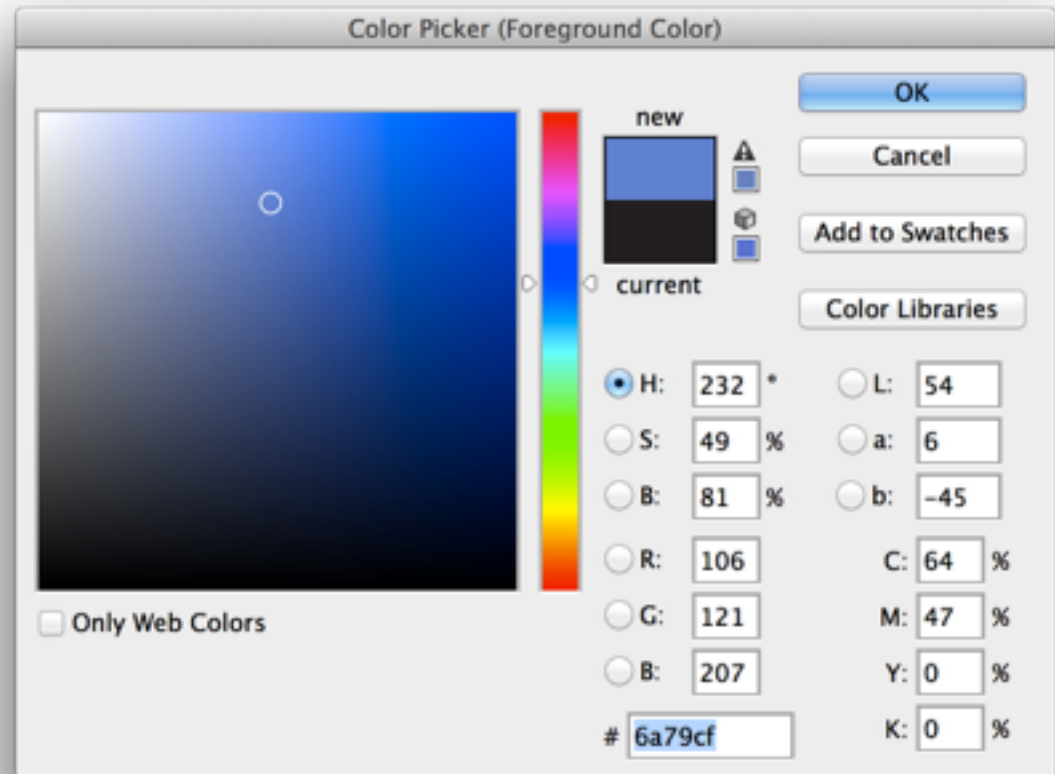 Color Picker (Foreground Color)
new
current
OK
Cancel
Add to Swatches
Color Libraries
H: 232 °
S: 49 %
B: 81 %
R: 106
G: 121
B: 207
# 6a79cf
L: 54
a: 6
b: -45
C: 64 %
M: 47 %
Y: 0 %
K: 0 %
Only Web Colors